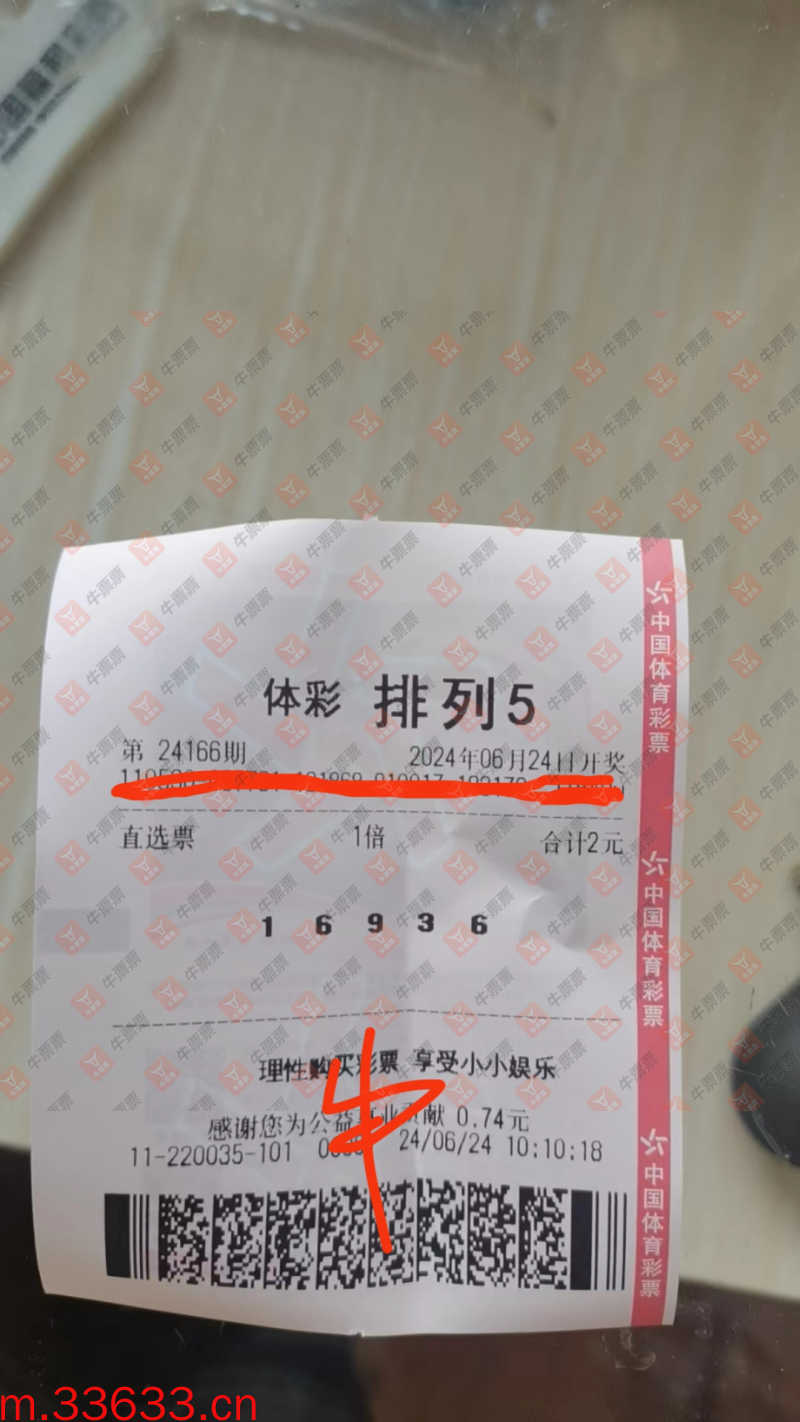 体彩 排列5
第 24166期 2024年06月24日开奖
直选票 1倍 合计2元
1 6 9 3 6
理性购买彩票 享受小小娱乐
感谢您为公益事业贡献 0.74元
11-220035-101 24/06/24 10:10:18
中国体育彩票
中国体育彩票
中国体育彩票
牛
牛票票
m.33633.cn